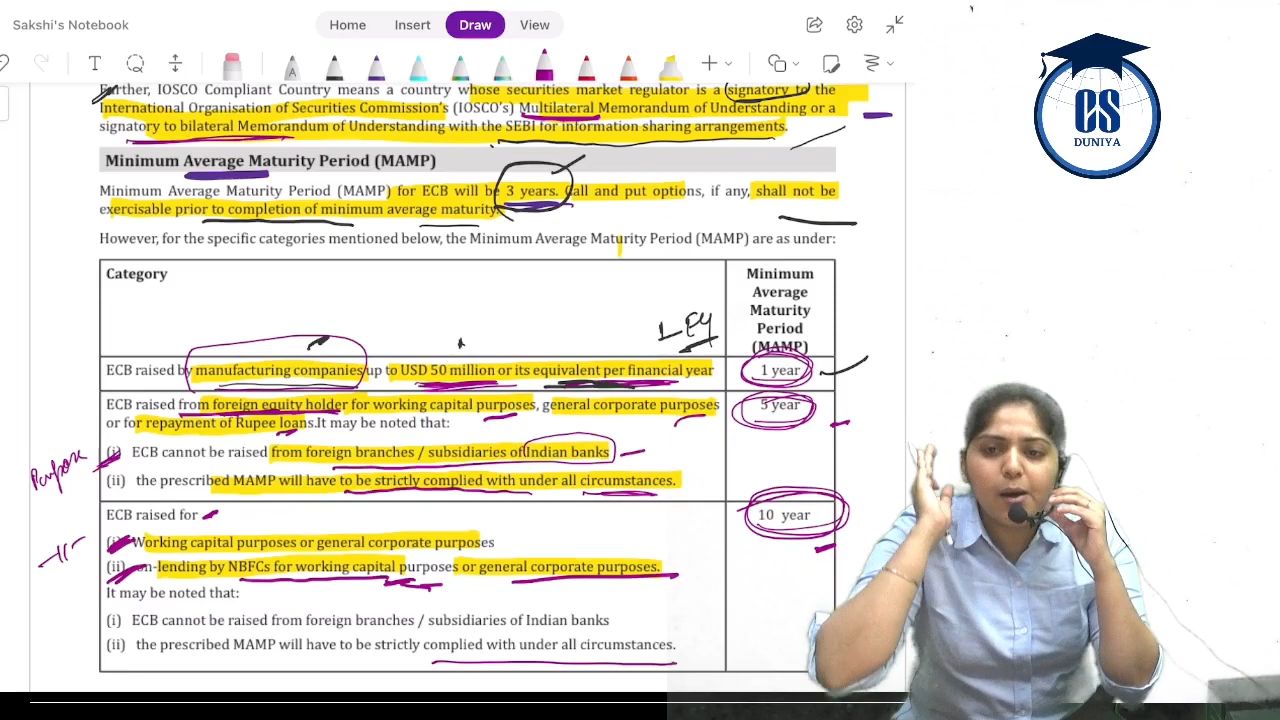 Sakshi's Notebook
Home Insert Draw View
Further, IOSCO Compliant Country means a country whose securities market regulator is a signatory to the
International Organisation of Securities Commission's (IOSCO's) Multilateral Memorandum of Understanding or a
signatory to bilateral Memorandum of Understanding with the SEBI for information sharing arrangements.
Minimum Average Maturity Period (MAMP)
Minimum Average Maturity Period (MAMP) for ECB will be 3 years. Call and put options, if any, shall not be
exercisable prior to completion of minimum average maturity.
However, for the specific categories mentioned below, the Minimum Average Maturity Period (MAMP) are as under:
Category
Minimum
Average
Maturity
Period
(MAMP)
1 FY
ECB raised by manufacturing companies up to USD 50 million or its equivalent per financial year
1 year
ECB raised from foreign equity holder for working capital purposes, general corporate purposes
or for repayment of Rupee loans.It may be noted that:
5 year
(i) ECB cannot be raised from foreign branches / subsidiaries of Indian banks
(ii) the prescribed MAMP will have to be strictly complied with under all circumstances.
Purpose
ECB raised for
10 year
(i) Working capital purposes or general corporate purposes
(ii) on-lending by NBFCs for working capital purposes or general corporate purposes.
It may be noted that:
(i) ECB cannot be raised from foreign branches / subsidiaries of Indian banks
(ii) the prescribed MAMP will have to be strictly complied with under all circumstances.
CS
DUNIYA